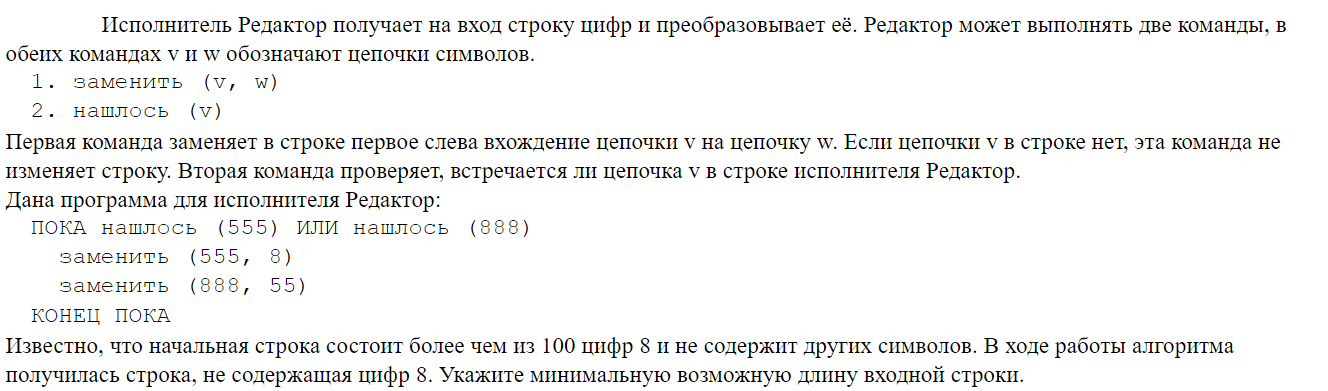 Исполнитель Редактор получает на вход строку цифр и преобразовывает её. Редактор может выполнять две команды, в
обеих командах v и w обозначают цепочки символов.
1. заменить (v, w)
2. нашлось (v)
Первая команда заменяет в строке первое слева вхождение цепочки v на цепочку w. Если цепочки v в строке нет, эта команда не
изменяет строку. Вторая команда проверяет, встречается ли цепочка v в строке исполнителя Редактор.
Дана программа для исполнителя Редактор:
ПОКА нашлось (555) ИЛИ нашлось (888)
заменить (555, 8)
заменить (888, 55)
КОНЕЦ ПОКА
Известно, что начальная строка состоит более чем из 100 цифр 8 и не содержит других символов. В ходе работы алгоритма
получилась строка, не содержащая цифр 8. Укажите минимальную возможную длину входной строки.